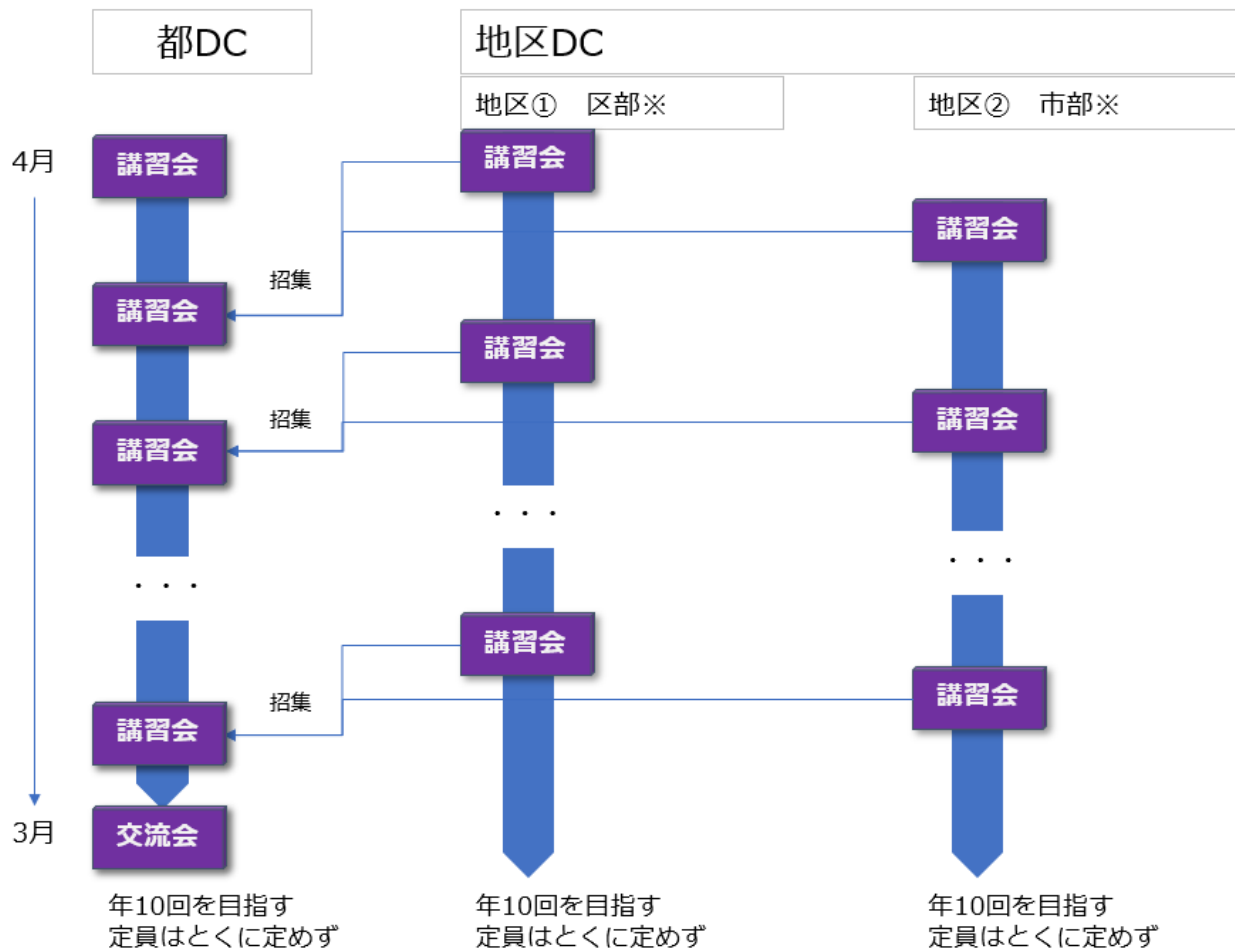 都DC
地区DC
地区① 区部※
地区② 市部※
4月
講習会
講習会
講習会
招集
講習会
講習会
招集
講習会
講習会
・・・
・・・
・・・
講習会
招集
講習会
講習会
3月
交流会
年10回を目指す
定員はとくに定めず
年10回を目指す
定員はとくに定めず
年10回を目指す
定員はとくに定めず